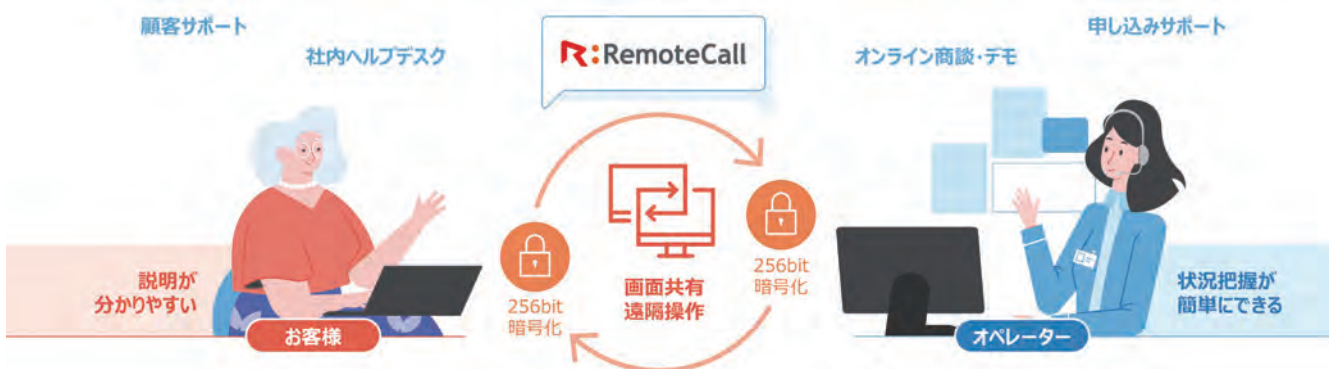 顧客サポート
社内ヘルプデスク
R:RemoteCall
オンライン商談・デモ
申し込みサポート
説明が
分かりやすい
お客様
256bit
暗号化
画面共有
遠隔操作
256bit
暗号化
状況把握が
簡単にできる
オペレーター